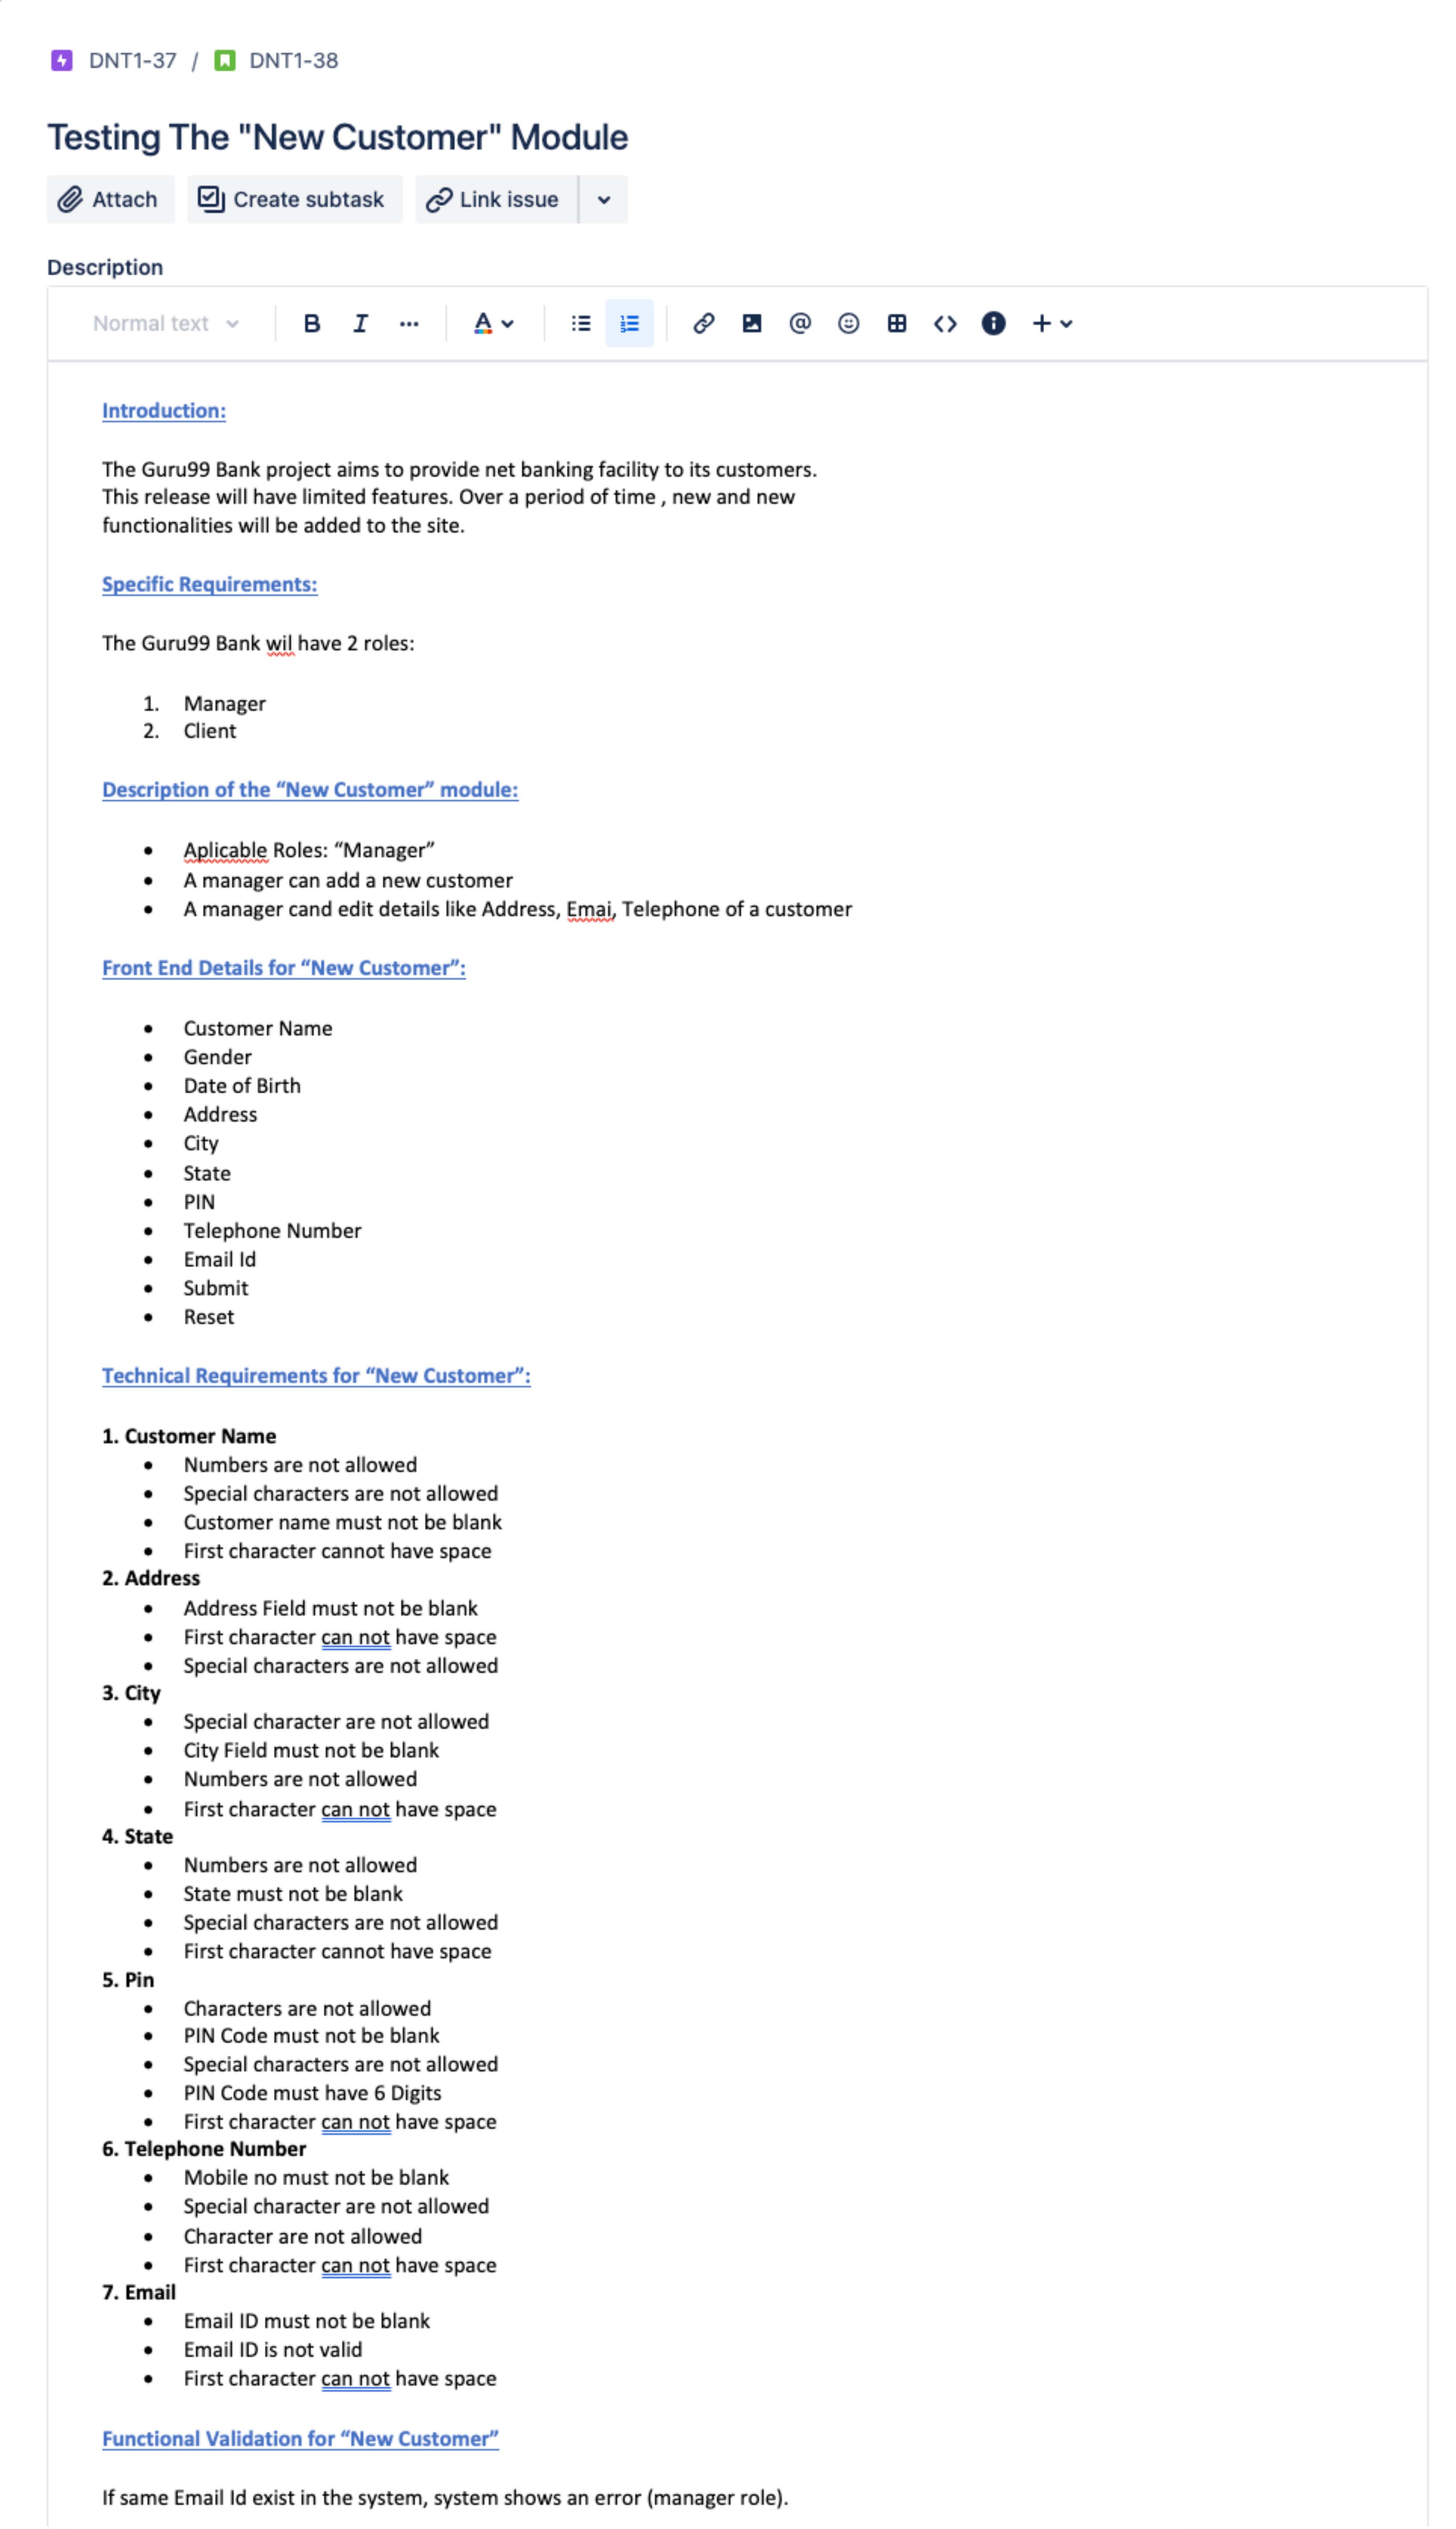 DNT1-37 / DNT1-38
Testing The "New Customer" Module
Attach Create subtask Link issue
Description
Normal text B I ... A @ <> i +
Introduction:
The Guru99 Bank project aims to provide net banking facility to its customers.
This release will have limited features. Over a period of time , new and new
functionalities will be added to the site.
Specific Requirements:
The Guru99 Bank wil have 2 roles:
1. Manager
2. Client
Description of the “New Customer” module:
• Aplicable Roles: “Manager”
• A manager can add a new customer
• A manager cand edit details like Address, Emai, Telephone of a customer
Front End Details for “New Customer”:
• Customer Name
• Gender
• Date of Birth
• Address
• City
• State
• PIN
• Telephone Number
• Email Id
• Submit
• Reset
Technical Requirements for “New Customer”:
1. Customer Name
• Numbers are not allowed
• Special characters are not allowed
• Customer name must not be blank
• First character cannot have space
2. Address
• Address Field must not be blank
• First character can not have space
• Special characters are not allowed
3. City
• Special character are not allowed
• City Field must not be blank
• Numbers are not allowed
• First character can not have space
4. State
• Numbers are not allowed
• State must not be blank
• Special characters are not allowed
• First character cannot have space
5. Pin
• Characters are not allowed
• PIN Code must not be blank
• Special characters are not allowed
• PIN Code must have 6 Digits
• First character can not have space
6. Telephone Number
• Mobile no must not be blank
• Special character are not allowed
• Character are not allowed
• First character can not have space
7. Email
• Email ID must not be blank
• Email ID is not valid
• First character can not have space
Functional Validation for “New Customer”
If same Email Id exist in the system, system shows an error (manager role).